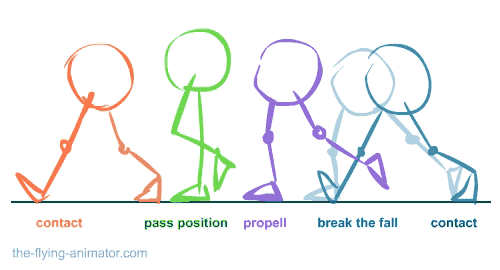 contact pass position propell break the fall contact
the-flying-animator.com